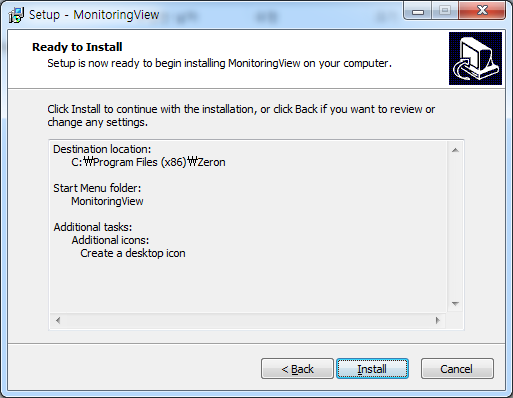 Setup - MonitoringView
Ready to Install
Setup is now ready to begin installing MonitoringView on your computer.
Click Install to continue with the installation, or click Back if you want to review or
change any settings.
Destination location:
C:₩Program Files (x86)₩Zeron
Start Menu folder:
MonitoringView
Additional tasks:
Additional icons:
Create a desktop icon
< Back
Install
Cancel